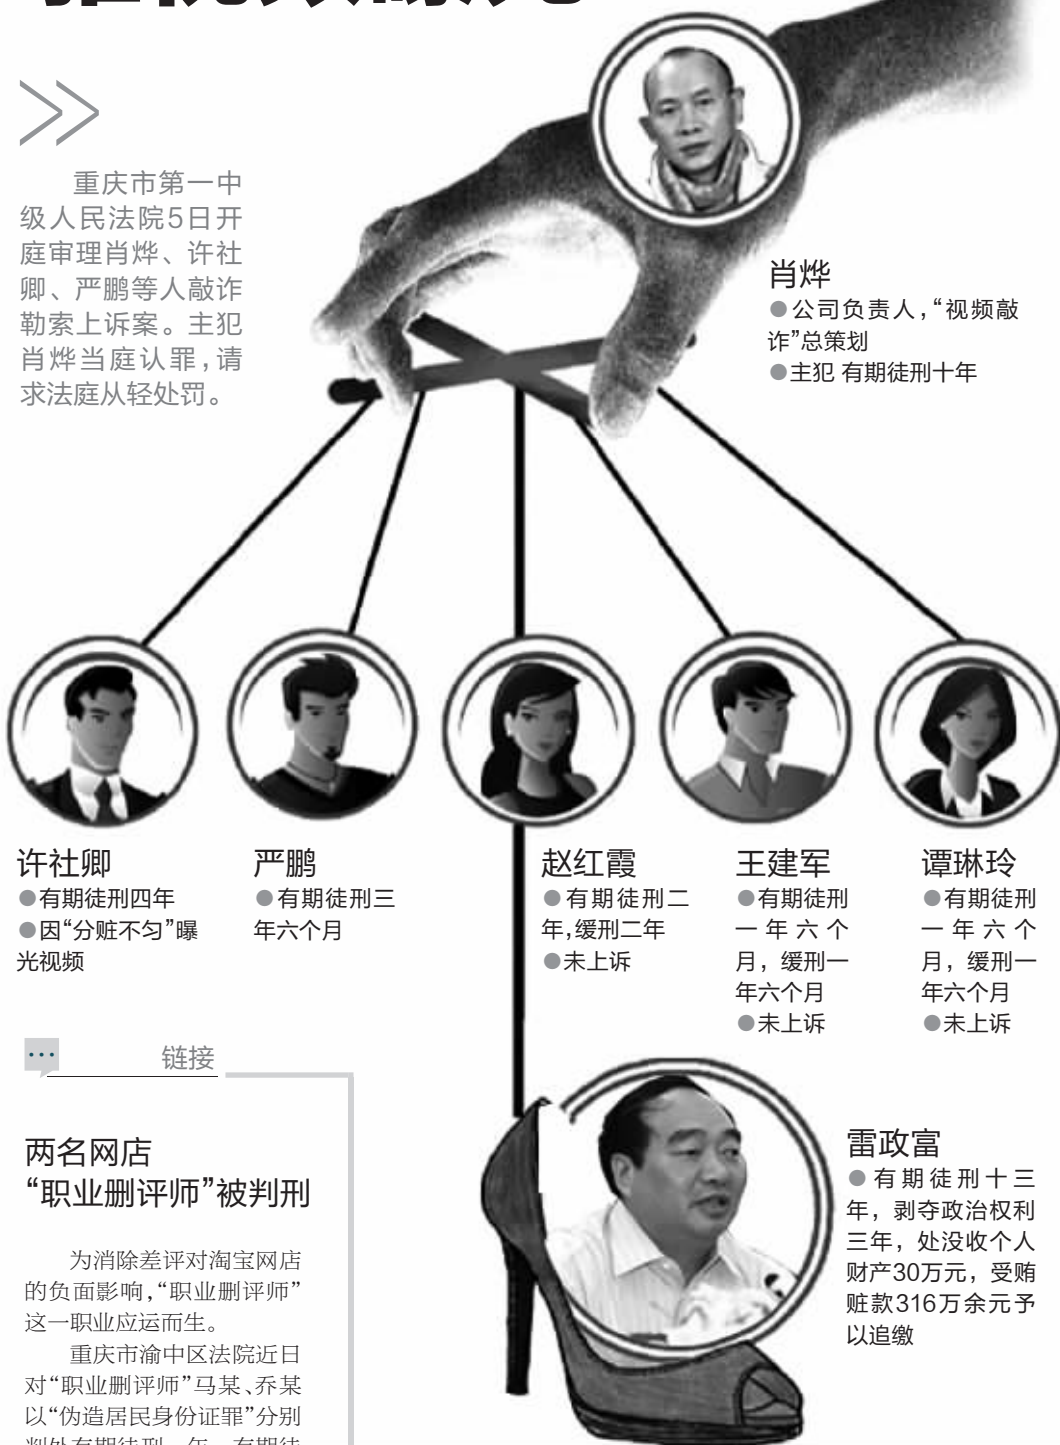 重庆市第一中
级人民法院5日开
庭审理肖烨、许社
卿、严鹏等人敲诈
勒索上诉案。主犯
肖烨当庭认罪,请
求法庭从轻处罚。
肖烨
●公司负责人,“视频敲
诈”总策划
●主犯 有期徒刑十年
许社卿
●有期徒刑四年
●因“分赃不匀”曝
光视频
严鹏
●有期徒刑三
年六个月
赵红霞
●有期徒刑二
年,缓刑二年
●未上诉
王建军
●有期徒刑
一年六个
月，缓刑一
年六个月
●未上诉
谭琳玲
●有期徒刑
一年六个
月，缓刑一
年六个月
●未上诉
雷政富
●有期徒刑十三
年，剥夺政治权利
三年，处没收个人
财产30万元，受贿
赃款316万余元予
以追缴
链接
两名网店
“职业删评师”被判刑
为消除差评对淘宝网店
的负面影响,“职业删评师”
这一职业应运而生。
重庆市渝中区法院近日
对“职业删评师”马某、乔某
以“伪造居民身份证罪”分别